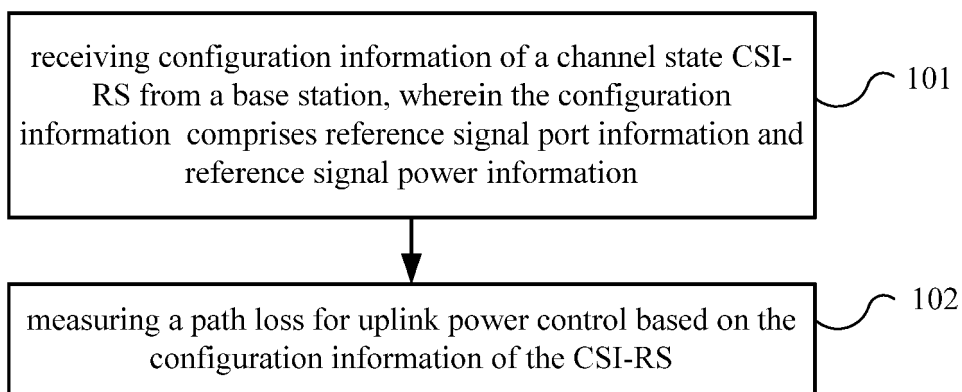 receiving configuration information of a channel state CSI-
RS from a base station, wherein the configuration
information comprises reference signal port information and
reference signal power information
101
measuring a path loss for uplink power control based on the
configuration information of the CSI-RS
102